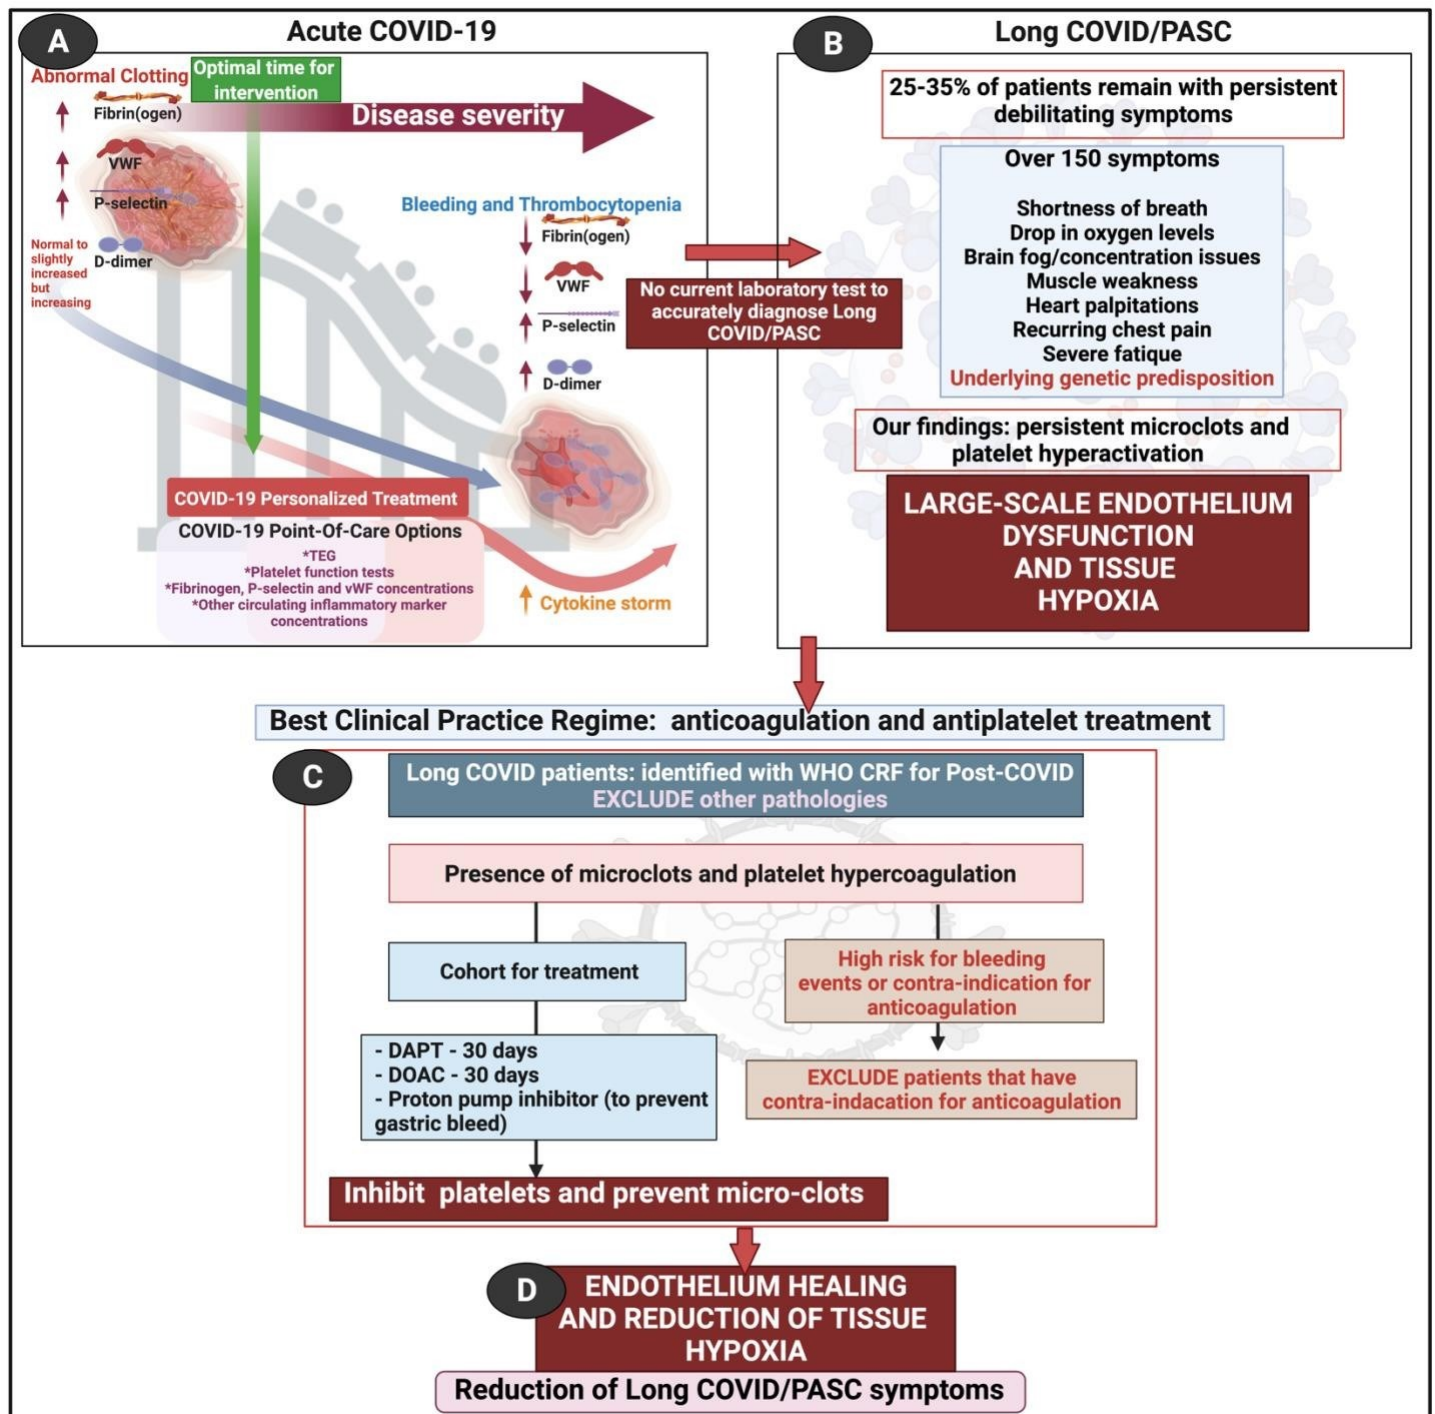 A
Acute COVID-19
Abnormal Clotting
Fibrin(ogen)
VWF
P-selectin
Normal to
slightly
increased
but
increasing
D-dimer
Optimal time for
intervention
Disease severity
Bleeding and Thrombocytopenia
Fibrin(ogen)
VWF
P-selectin
D-dimer
COVID-19 Personalized Treatment
COVID-19 Point-Of-Care Options
*TEG
*Platelet function tests
*Fibrinogen, P-selectin and vWF concentrations
*Other circulating inflammatory marker
concentrations
Cytokine storm
No current laboratory test to
accurately diagnose Long
COVID/PASC
B
Long COVID/PASC
25-35% of patients remain with persistent
debilitating symptoms
Over 150 symptoms
Shortness of breath
Drop in oxygen levels
Brain fog/concentration issues
Muscle weakness
Heart palpitations
Recurring chest pain
Severe fatique
Underlying genetic predisposition
Our findings: persistent microclots and
platelet hyperactivation
LARGE-SCALE ENDOTHELIUM
DYSFUNCTION
AND TISSUE
HYPOXIA
Best Clinical Practice Regime: anticoagulation and antiplatelet treatment
C
Long COVID patients: identified with WHO CRF for Post-COVID
EXCLUDE other pathologies
Presence of microclots and platelet hypercoagulation
Cohort for treatment
- DAPT - 30 days
- DOAC - 30 days
- Proton pump inhibitor (to prevent
gastric bleed)
High risk for bleeding
events or contra-indication for
anticoagulation
EXCLUDE patients that have
contra-indacation for anticoagulation
Inhibit platelets and prevent micro-clots
D
ENDOTHELIUM HEALING
AND REDUCTION OF TISSUE
HYPOXIA
Reduction of Long COVID/PASC symptoms